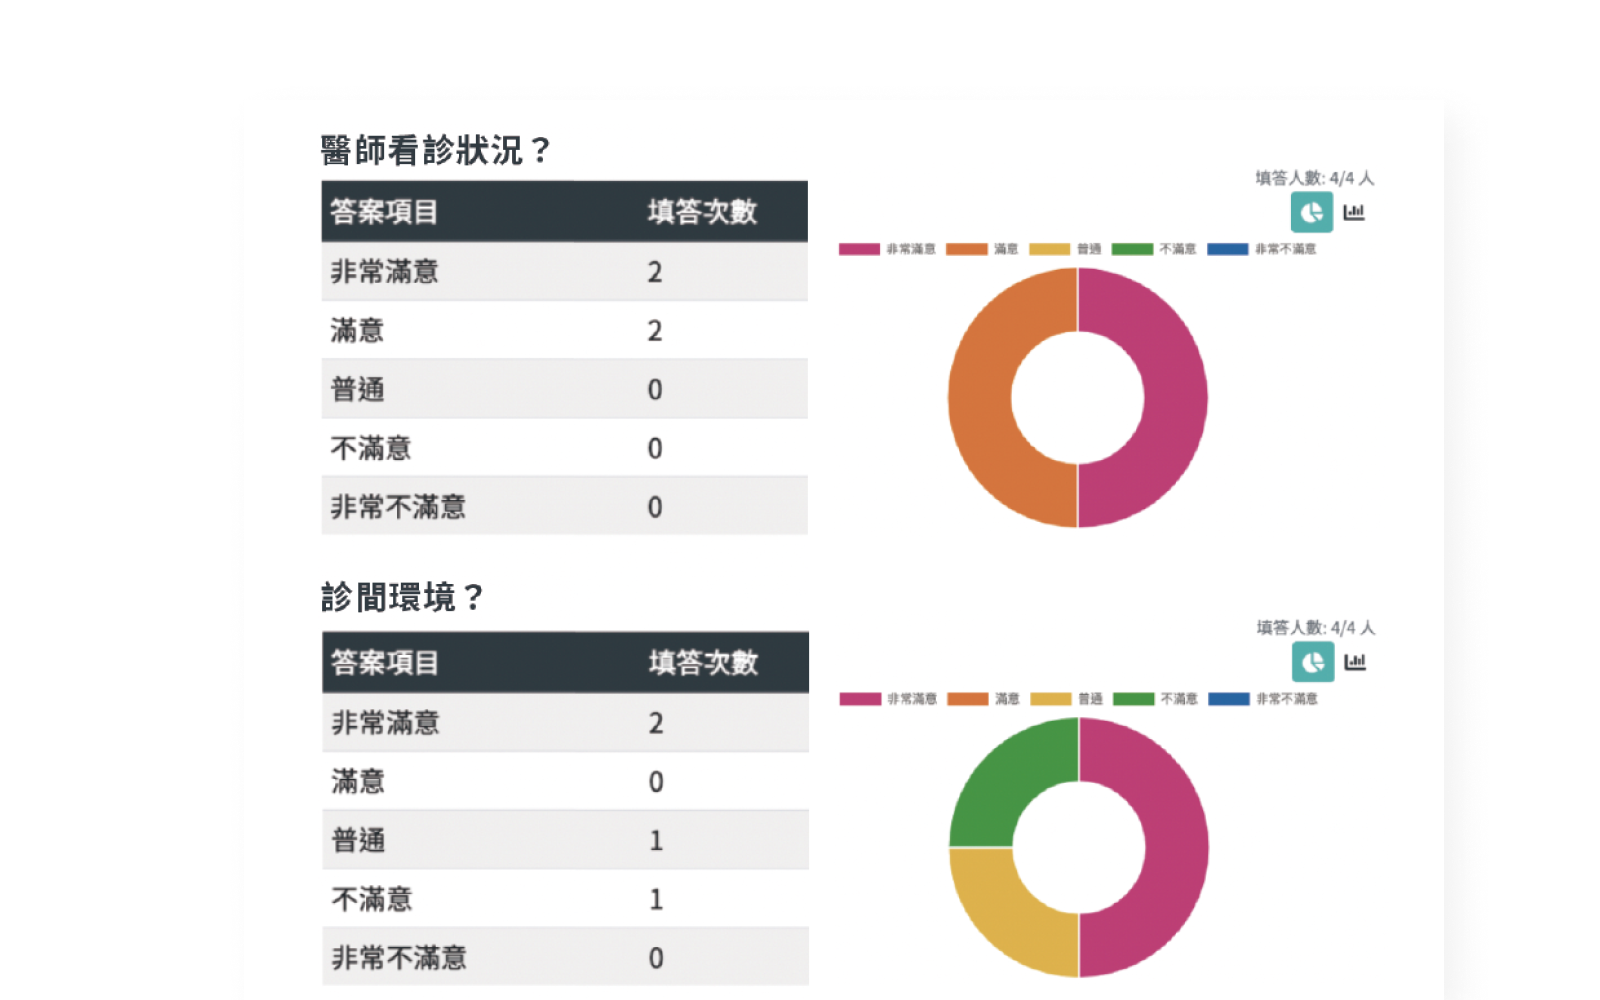 醫師看診狀況？
答案項目 填答次數
非常滿意 2
滿意 2
普通 0
不滿意 0
非常不滿意 0
填答人數: 4/4 人
非常滿意 滿意 普通 不滿意 非常不滿意
診間環境？
答案項目 填答次數
非常滿意 2
滿意 0
普通 1
不滿意 1
非常不滿意 0
填答人數: 4/4 人
非常滿意 滿意 普通 不滿意 非常不滿意